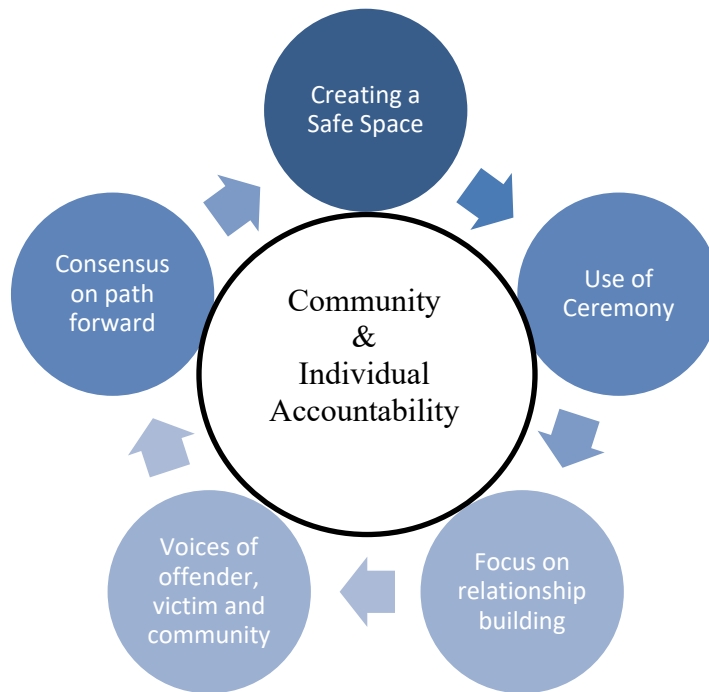 Creating a
Safe Space
Use of
Ceremony
Focus on
relationship
building
Voices of
offender,
victim and
community
Consensus
on path
forward
Community
&
Individual
Accountability